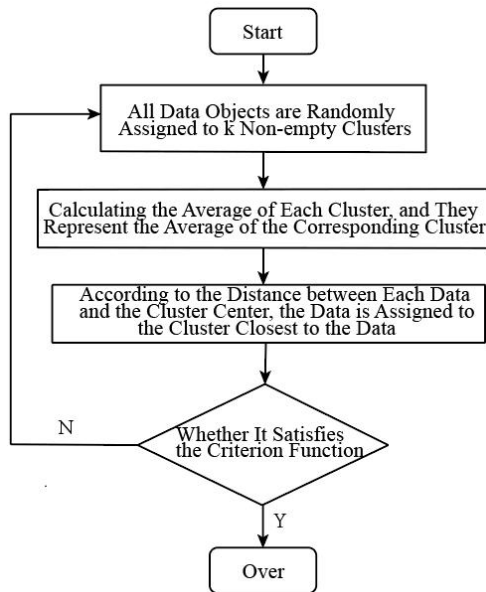 Start
All Data Objects are Randomly
Assigned to k Non-empty Clusters
Calculating the Average of Each Cluster, and They
Represent the Average of the Corresponding Cluster
According to the Distance between Each Data
and the Cluster Center, the Data is Assigned to
the Cluster Closest to the Data
N
Whether It Satisfies
the Criterion Function
Y
Over